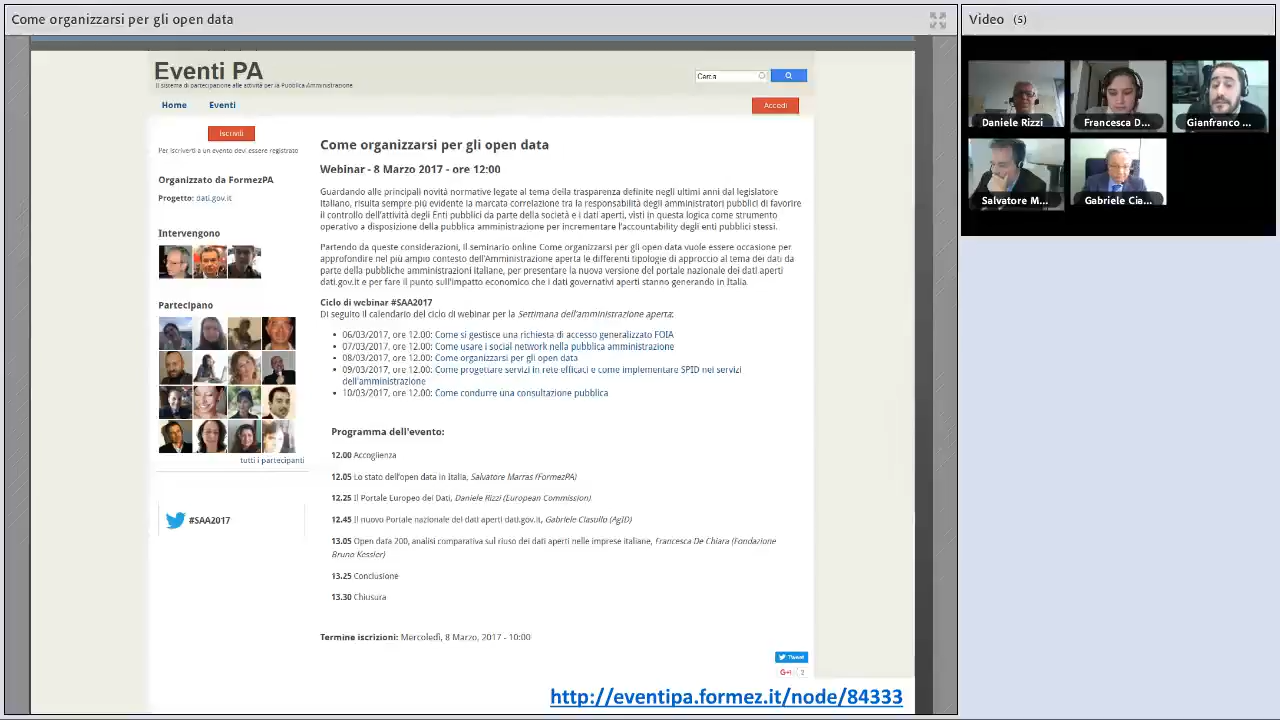 Come organizzarsi per gli open data
Video (5)
Eventi PA
Il sistema di partecipazione alle attività per la Pubblica Amministrazione
Cerca
Home Eventi
Accedi
Iscriviti
Per iscriverti a un evento devi essere registrato
Organizzato da FormezPA
Progetto: dati.gov.it
Intervengono
Partecipano
tutti i partecipanti
#SAA2017
Come organizzarsi per gli open data
Webinar - 8 Marzo 2017 - ore 12:00
Guardando alle principali novità normative legate al tema della trasparenza definite negli ultimi anni dal legislatore
italiano, risulta sempre più evidente la marcata correlazione tra la responsabilità degli amministratori pubblici di favorire
il controllo dell'attività degli Enti pubblici da parte della società e i dati aperti, visti in questa logica come strumento
operativo a disposizione della pubblica amministrazione per incrementare l'accountability degli enti pubblici stessi.
Partendo da queste considerazioni, il seminario online Come organizzarsi per gli open data vuole essere occasione per
approfondire nel più ampio contesto dell'Amministrazione aperta le differenti tipologie di approccio al tema dei dati da
parte della pubbliche amministrazioni italiane, per presentare la nuova versione del portale nazionale dei dati aperti
dati.gov.it e per fare il punto sull'impatto economico che i dati governativi aperti stanno generando in Italia.
Ciclo di webinar #SAA2017
Di seguito il calendario del ciclo di webinar per la Settimana dell'amministrazione aperta:
• 06/03/2017, ore 12.00: Come si gestisce una richiesta di accesso generalizzato FOIA
• 07/03/2017, ore 12.00: Come usare i social network nella pubblica amministrazione
• 08/03/2017, ore 12.00: Come organizzarsi per gli open data
• 09/03/2017, ore 12.00: Come progettare servizi in rete efficaci e come implementare SPID nei servizi
dell'amministrazione
• 10/03/2017, ore 12.00: Come condurre una consultazione pubblica
Programma dell'evento:
12.00 Accoglienza
12.05 Lo stato dell'open data in Italia, Salvatore Marras (FormezPA)
12.25 Il Portale Europeo dei Dati, Daniele Rizzi (European Commission)
12.45 Il nuovo Portale nazionale dei dati aperti dati.gov.it, Gabriele Ciasullo (AgID)
13.05 Open data 200, analisi comparativa sul riuso dei dati aperti nelle imprese italiane, Francesca De Chiara (Fondazione
Bruno Kessler)
13.25 Conclusione
13.30 Chiusura
Termine iscrizioni: Mercoledì, 8 Marzo, 2017 - 10:00
Tweet
G+1 2
http://eventipa.formez.it/node/84333
Daniele Rizzi
Francesca D...
Gianfranco ...
Salvatore M...
Gabriele Cia...